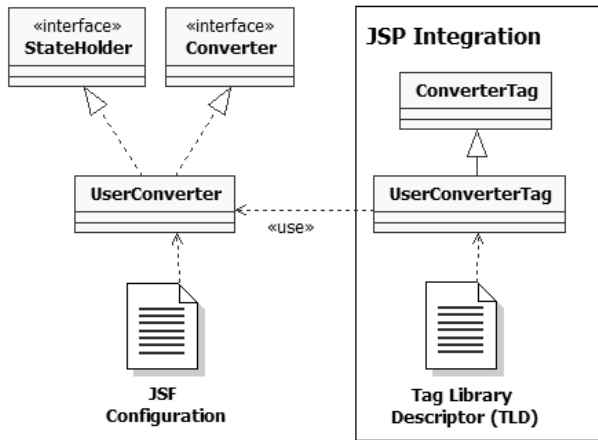 «interface»
StateHolder
«interface»
Converter
JSP Integration
ConverterTag
UserConverter
UserConverterTag
«use»
JSF
Configuration
Tag Library
Descriptor (TLD)